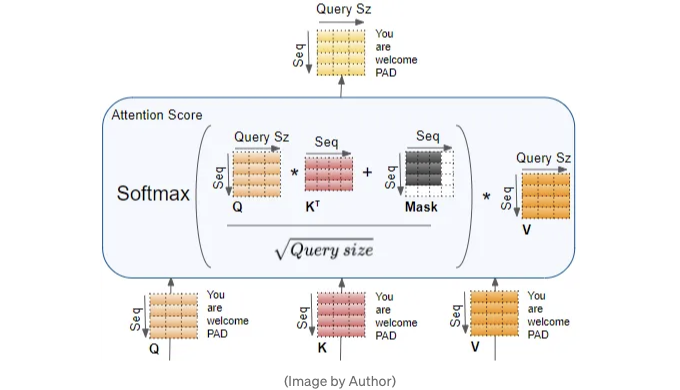 Query Sz
Seq
You
are
welcome
PAD
Attention Score
Query Sz
Seq
Seq
Query Sz
Seq
Seq
Seq
Softmax
*
+
*
Q
Kᵀ
Mask
V
√Query size
Seq
You
are
welcome
PAD
Q
Seq
You
are
welcome
PAD
K
Seq
You
are
welcome
PAD
V
(Image by Author)